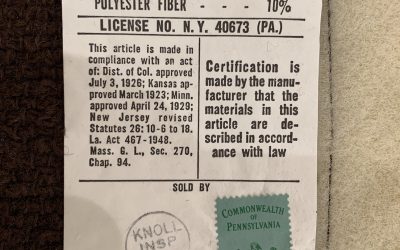 POLYESTER FIBER - - - 10%
LICENSE NO. N.Y. 40673 (PA.)
This article is made in
compliance with an act
of: Dist. of Col. approved
July 3, 1926; Kansas ap-
proved March 1923; Minn.
approved April 24, 1929;
New Jersey revised
Statutes 26: 10-6 to 18.
La. Act 467-1948.
Mass. G. L., Sec. 270,
Chap. 94.
Certification is
made by the manu-
facturer that the
materials in this
article are de-
scribed in accord-
ance with law
SOLD BY
KNOLL
INSP
COMMONWEALTH
OF
PENNSYLVANIA